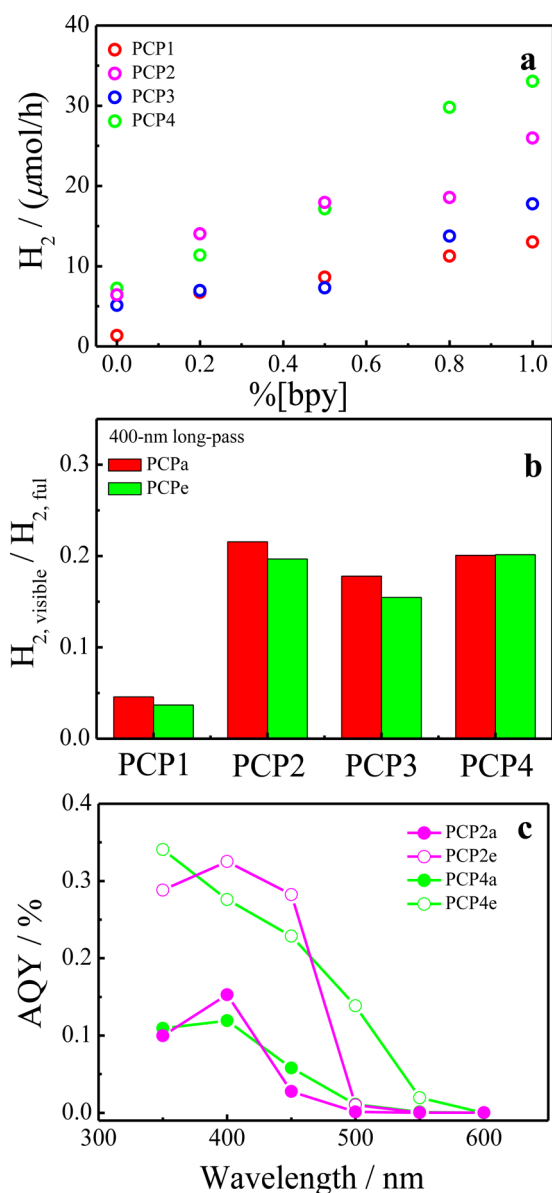 a
PCP1
PCP2
PCP3
PCP4
H2 / (μmol/h)
40
30
20
10
0
0.0 0.2 0.4 0.6 0.8 1.0
%[bpy]
b
400-nm long-pass
PCPa
PCPe
H2, visible / H2, ful
0.3
0.2
0.1
0.0
PCP1 PCP2 PCP3 PCP4
c
PCP2a
PCP2e
PCP4a
PCP4e
AQY / %
0.4
0.3
0.2
0.1
0.0
300 400 500 600
Wavelength / nm